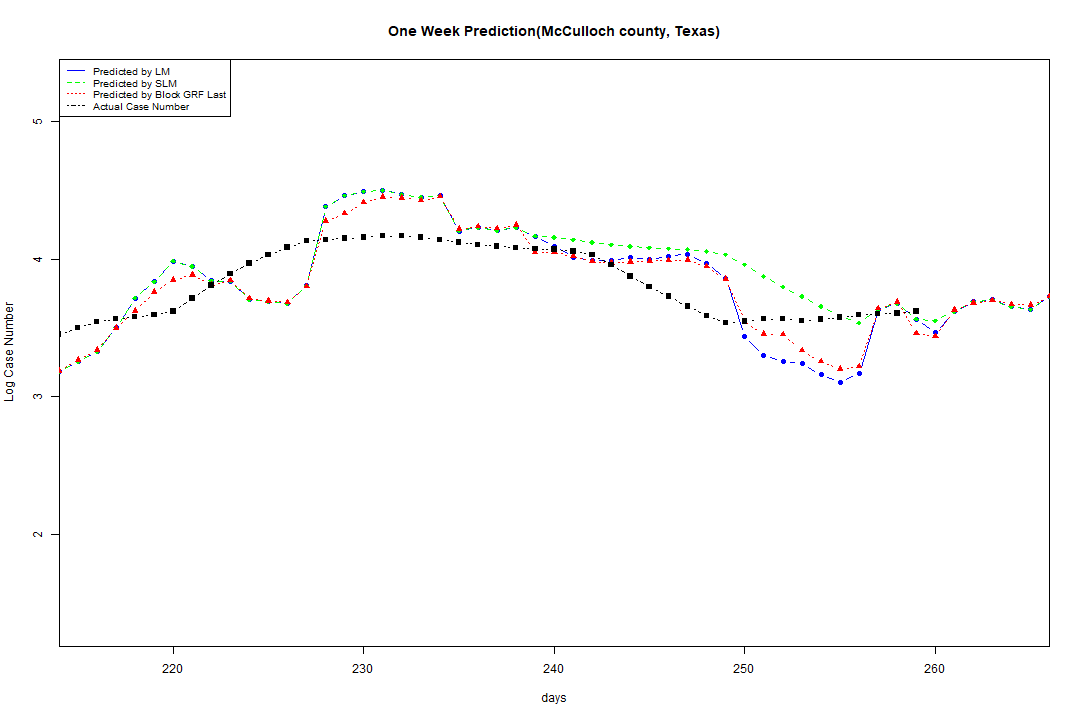 One Week Prediction(McCulloch county, Texas)
Predicted by LM
Predicted by SLM
Predicted by Block GRF Last
Actual Case Number
5
4
3
2
Log Case Number
220 230 240 250 260
days